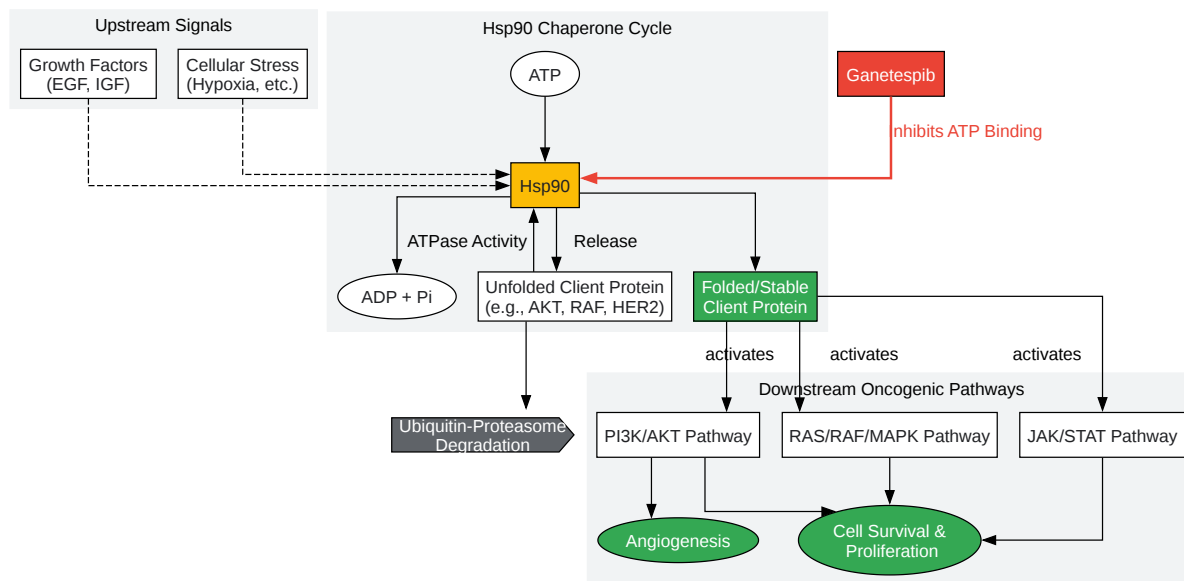 Upstream Signals
Growth Factors
(EGF, IGF)
Cellular Stress
(Hypoxia, etc.)
Hsp90 Chaperone Cycle
ATP
Ganetespib
nhibits ATP Binding
Hsp90
ATPase Activity
Release
ADP + Pi
Unfolded Client Protein
(e.g., AKT, RAF, HER2)
Folded/Stable
Client Protein
activates
activates
activates
Downstream Oncogenic Pathways
Ubiquitin-Proteasome
Degradation
PI3K/AKT Pathway
RAS/RAF/MAPK Pathway
JAK/STAT Pathway
Angiogenesis
Cell Survival &
Proliferation